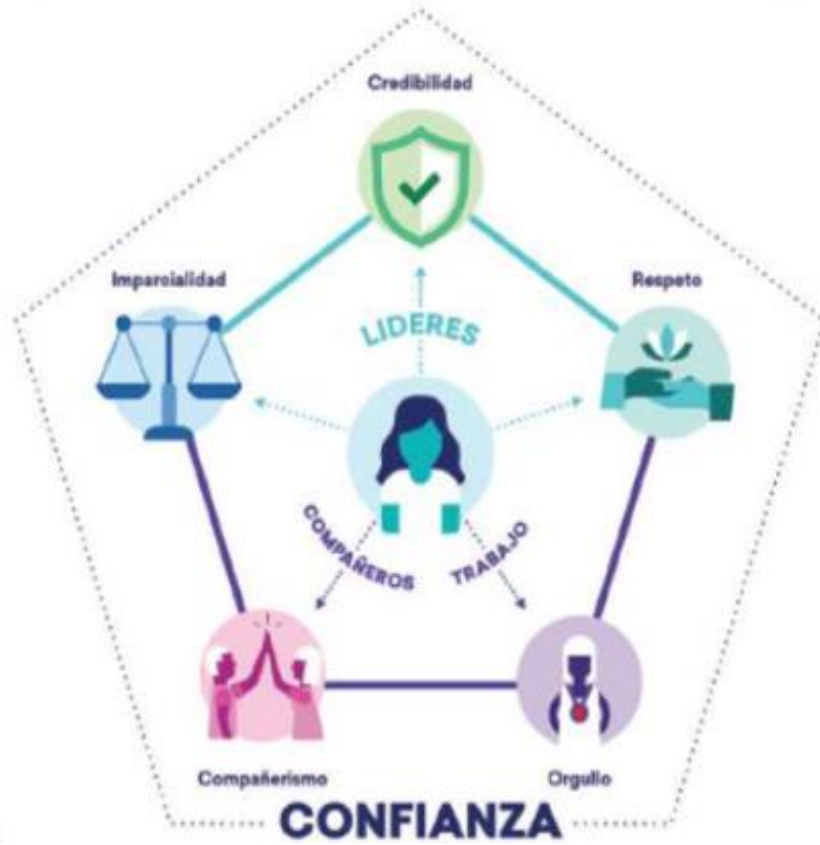 Credibilidad
Imparcialidad
Respeto
LIDERES
COMPAÑEROS
TRABAJO
Compañerismo
Orgullo
CONFIANZA